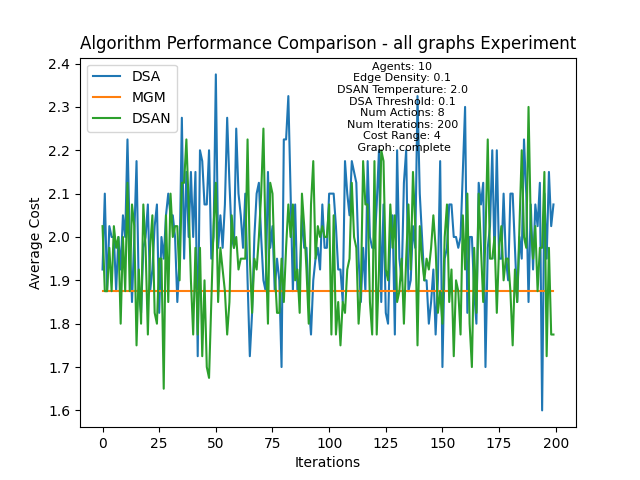 Algorithm Performance Comparison - all graphs Experiment
2.4
2.3
2.2
2.1
2.0
1.9
1.8
1.7
1.6
Average Cost
DSA
MGM
DSAN
Agents: 10
Edge Density: 0.1
DSAN Temperature: 2.0
DSA Threshold: 0.1
Num Actions: 8
Num Iterations: 200
Cost Range: 4
Graph: complete
0 25 50 75 100 125 150 175 200
Iterations